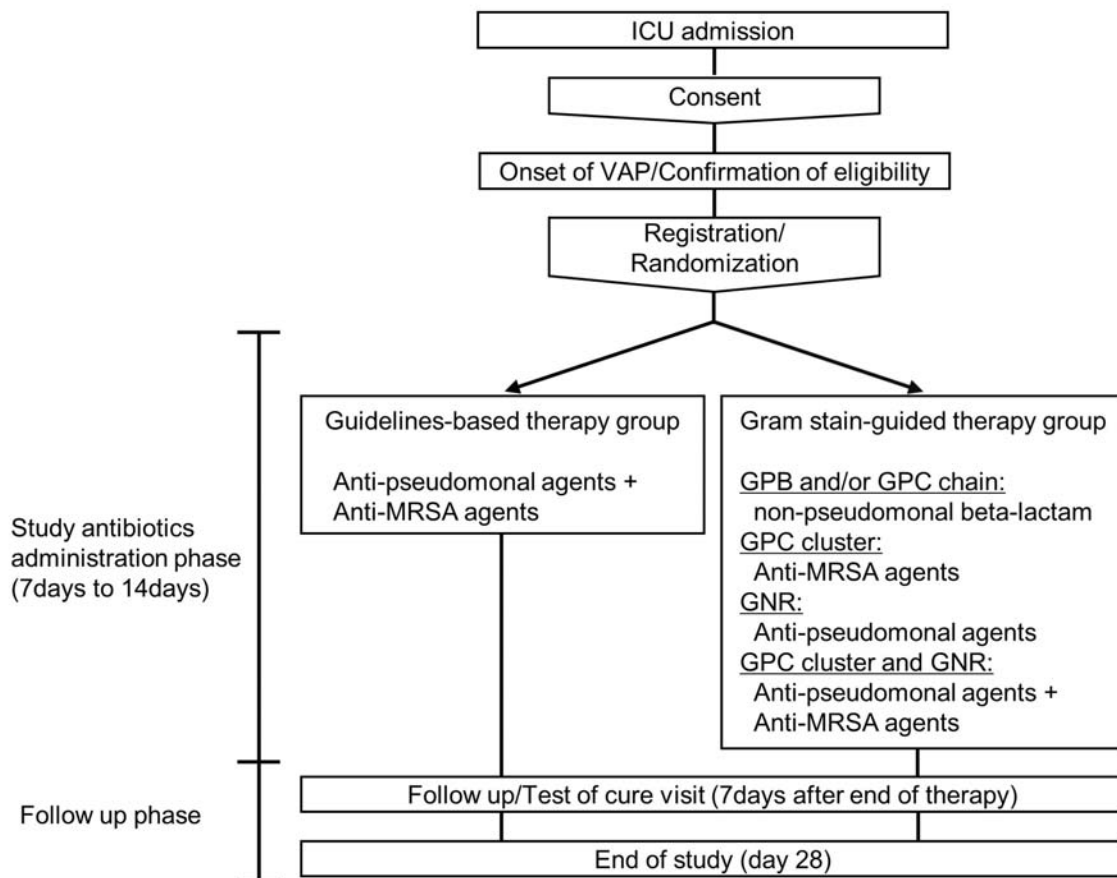 ICU admission
Consent
Onset of VAP/Confirmation of eligibility
Registration/
Randomization
Study antibiotics
administration phase
(7days to 14days)
Guidelines-based therapy group
Anti-pseudomonal agents +
Anti-MRSA agents
Gram stain-guided therapy group
GPB and/or GPC chain:
non-pseudomonal beta-lactam
GPC cluster:
Anti-MRSA agents
GNR:
Anti-pseudomonal agents
GPC cluster and GNR:
Anti-pseudomonal agents +
Anti-MRSA agents
Follow up phase
Follow up/Test of cure visit (7days after end of therapy)
End of study (day 28)